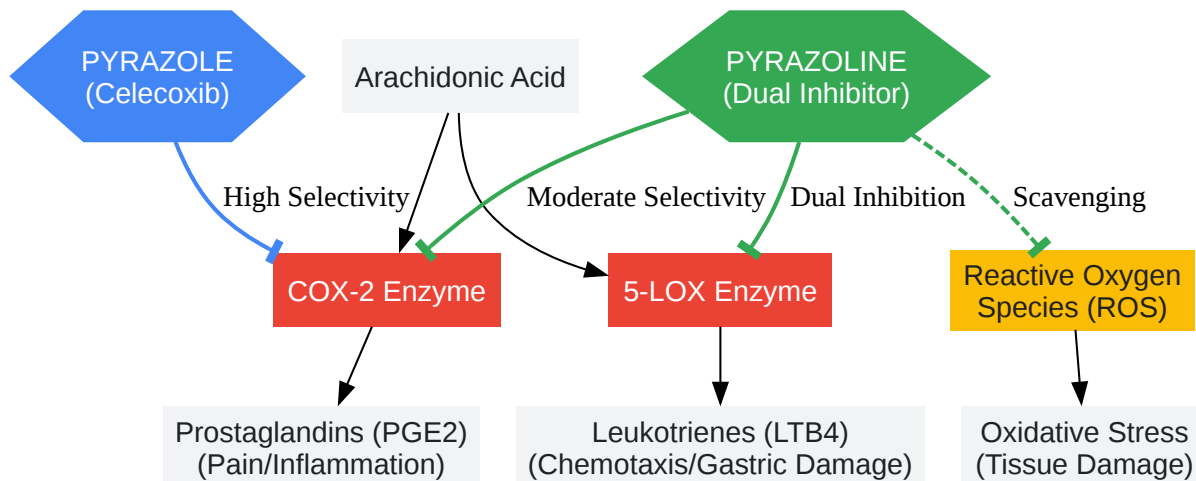 PYRAZOLE
(Celecoxib)
Arachidonic Acid
PYRAZOLINE
(Dual Inhibitor)
High Selectivity
Moderate Selectivity
Dual Inhibition
Scavenging
COX-2 Enzyme
5-LOX Enzyme
Reactive Oxygen
Species (ROS)
Prostaglandins (PGE2)
(Pain/Inflammation)
Leukotrienes (LTB4)
(Chemotaxis/Gastric Damage)
Oxidative Stress
(Tissue Damage)